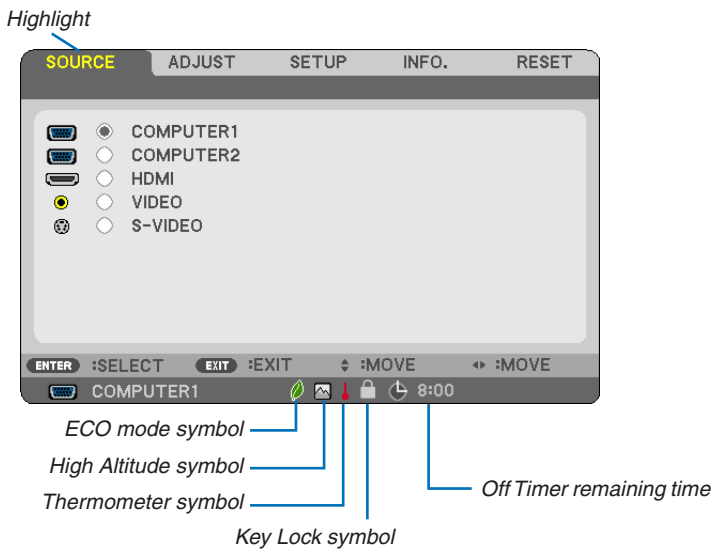 Highlight
SOURCE ADJUST SETUP INFO. RESET
COMPUTER1
COMPUTER2
HDMI
VIDEO
S-VIDEO
ENTER :SELECT EXIT :EXIT :MOVE :MOVE
COMPUTER1 8:00
ECO mode symbol
High Altitude symbol
Thermometer symbol
Off Timer remaining time
Key Lock symbol